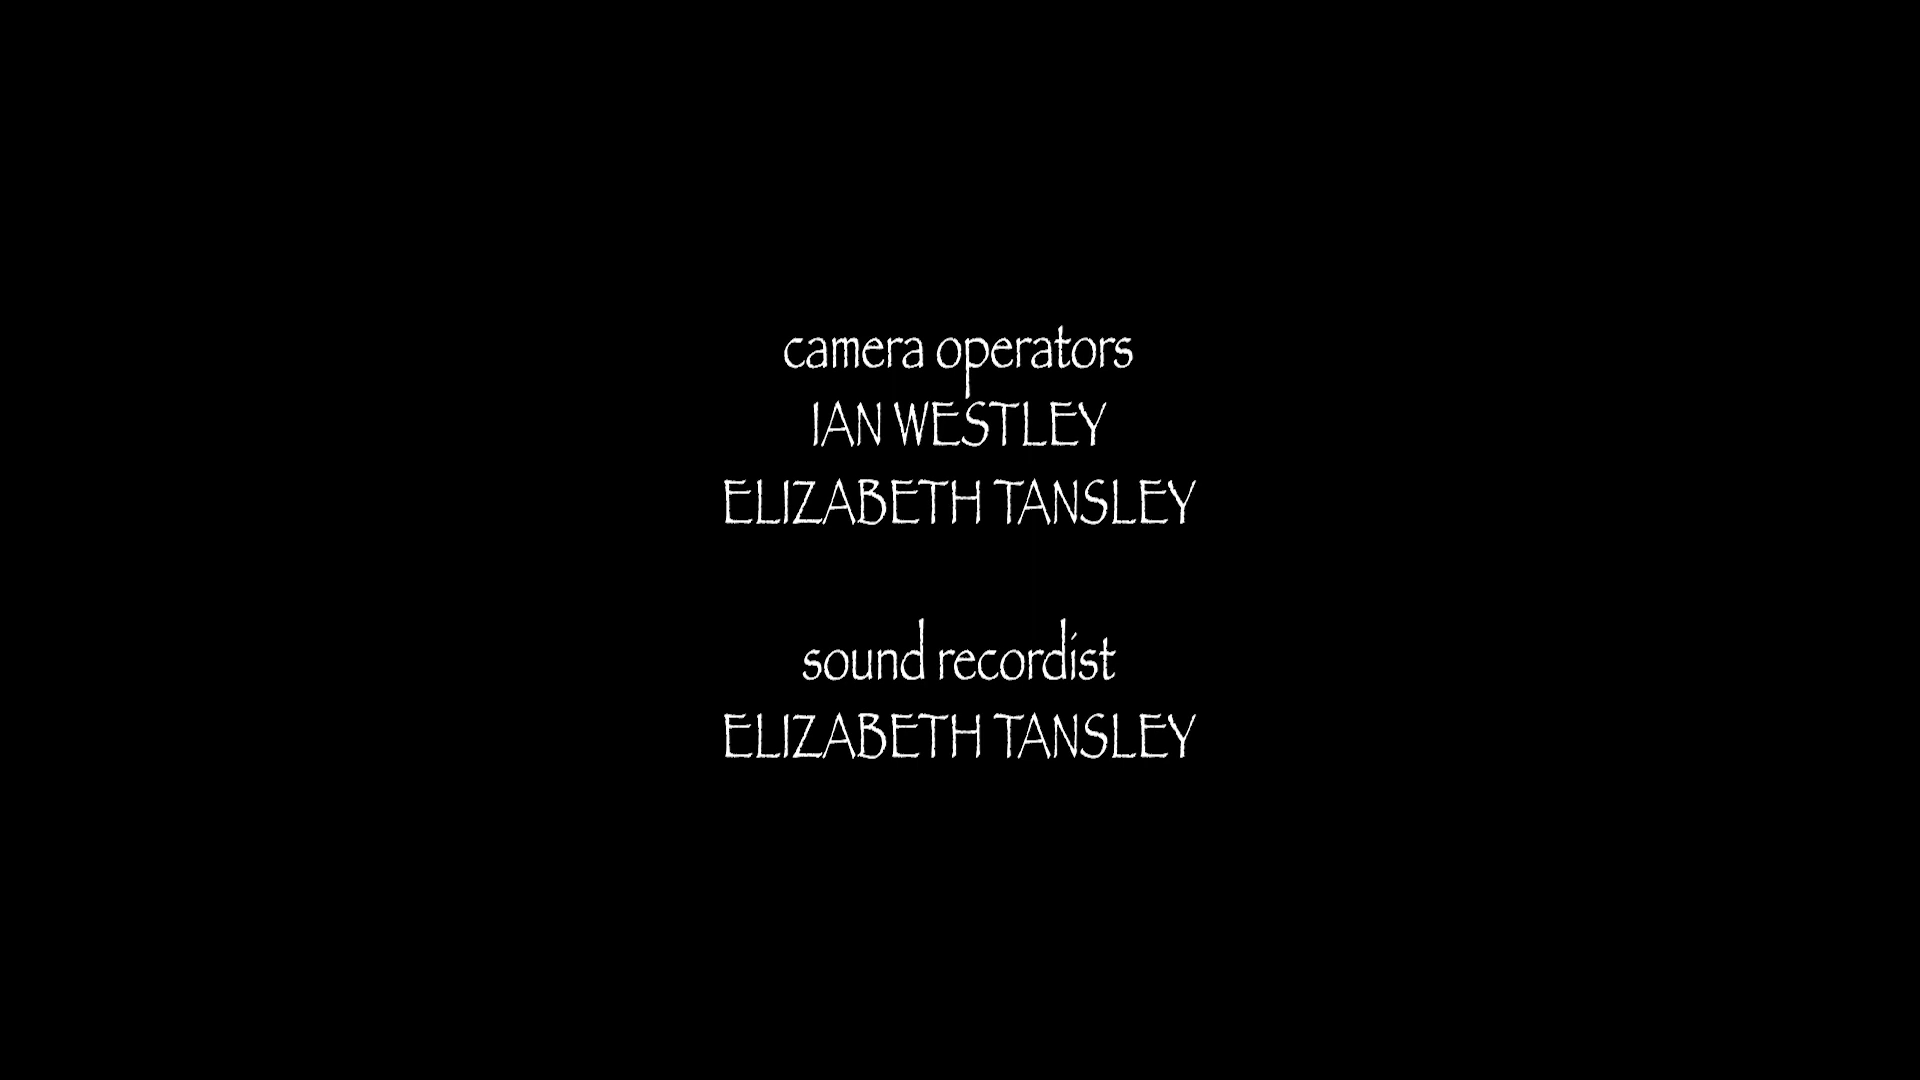 camera operators
IAN WESTLEY
ELIZABETH TANSLEY
sound recordist
ELIZABETH TANSLEY